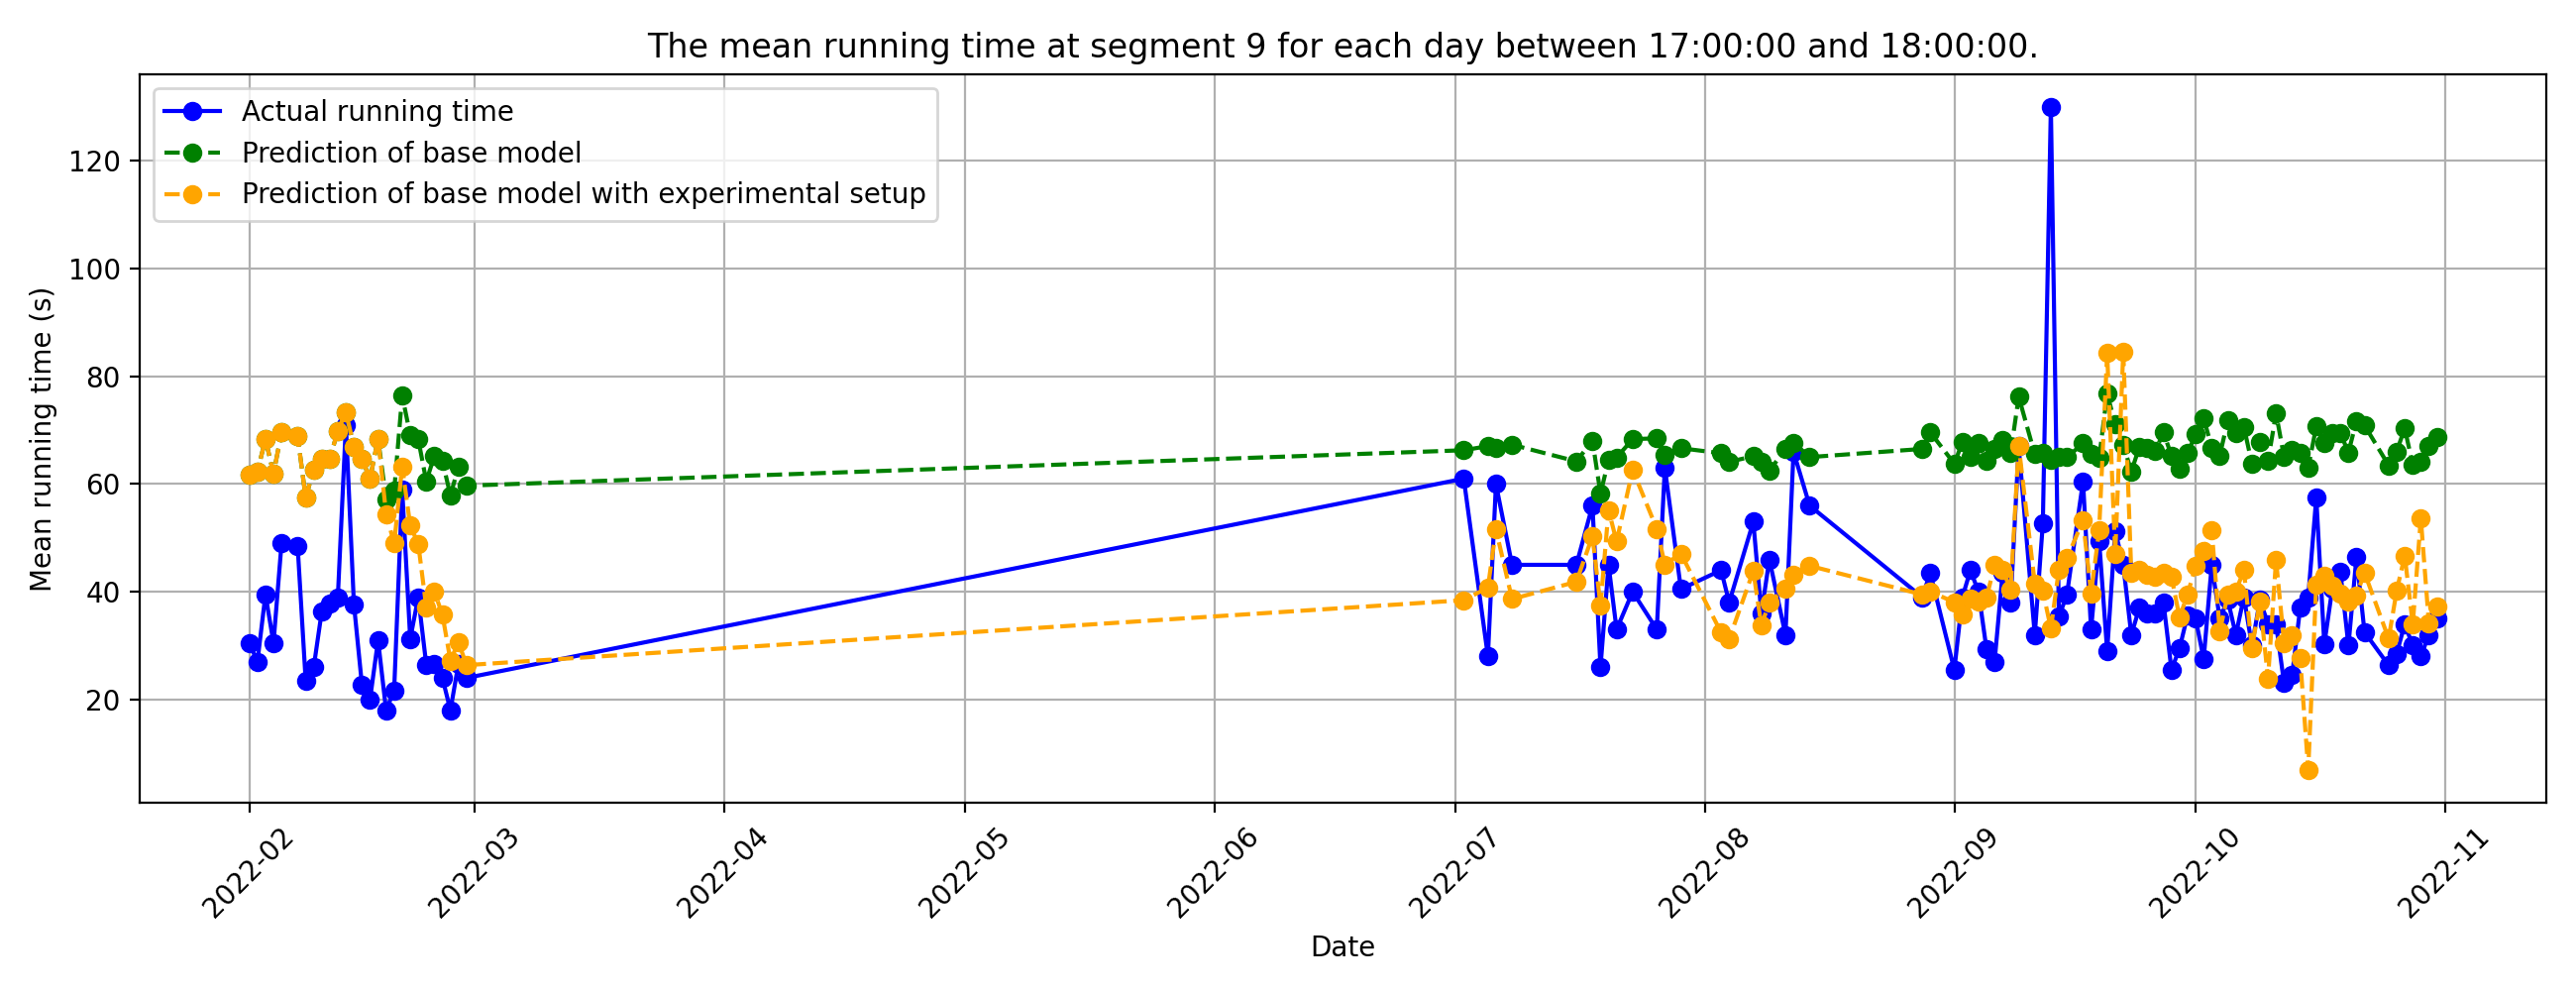 The mean running time at segment 9 for each day between 17:00:00 and 18:00:00.
Actual running time
Prediction of base model
Prediction of base model with experimental setup
Mean running time (s)
120
100
80
60
40
20
2022-02
2022-03
2022-04
2022-05
2022-06
2022-07
2022-08
2022-09
2022-10
2022-11
Date